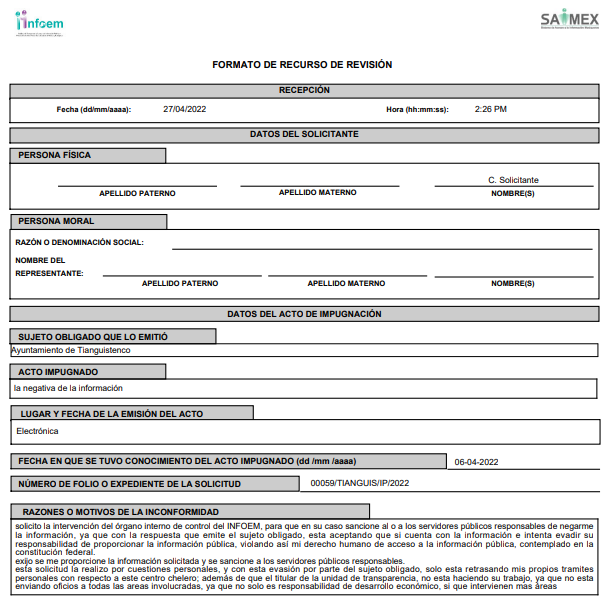 infoem
SAIMEX
FORMATO DE RECURSO DE REVISIÓN
RECEPCIÓN
Fecha (dd/mm/aaaa): 27/04/2022 Hora (hh:mm:ss): 2:26 PM
DATOS DEL SOLICITANTE
PERSONA FÍSICA
C. Solicitante
APELLIDO PATERNO APELLIDO MATERNO NOMBRE(S)
PERSONA MORAL
RAZÓN O DENOMINACIÓN SOCIAL:
NOMBRE DEL
REPRESENTANTE:
APELLIDO PATERNO APELLIDO MATERNO NOMBRE(S)
DATOS DEL ACTO DE IMPUGNACIÓN
SUJETO OBLIGADO QUE LO EMITIÓ
Ayuntamiento de Tianguistenco
ACTO IMPUGNADO
la negativa de la información
LUGAR Y FECHA DE LA EMISIÓN DEL ACTO
Electrónica
FECHA EN QUE SE TUVO CONOCIMIENTO DEL ACTO IMPUGNADO (dd /mm /aaaa) 06-04-2022
NÚMERO DE FOLIO O EXPEDIENTE DE LA SOLICITUD 00059/TIANGUIS/IP/2022
RAZONES O MOTIVOS DE LA INCONFORMIDAD
solicito la intervención del órgano interno de control del INFOEM, para que en su caso sancione al o a los servidores públicos responsables de negarme
la información, ya que con la respuesta que emite el sujeto obligado, esta aceptando que si cuenta con la información e intenta evadir su
responsabilidad de proporcionar la información pública, violando así mi derecho humano de acceso a la información pública, contemplado en la
constitución federal.
exijo se me proporcione la información solicitada y se sancione a los servidores públicos responsables.
esta solicitud la realizo por cuestiones personales, y con esta evasión por parte del sujeto obligado, solo esta retrasando mis propios tramites
personales con respecto a este centro chelero; además de que el titular de la unidad de transparencia, no esta haciendo su trabajo, ya que no esta
enviando oficios a todas las areas involucradas, ya que no solo es responsabilidad de desarrollo económico, si que intervienen más áreas